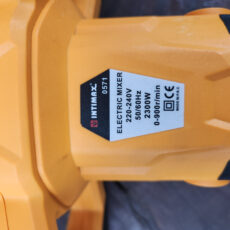 INTIMAX
0571
ELECTRIC MIXER
220-240V
50/60Hz
2300W
0-900r/min
CE